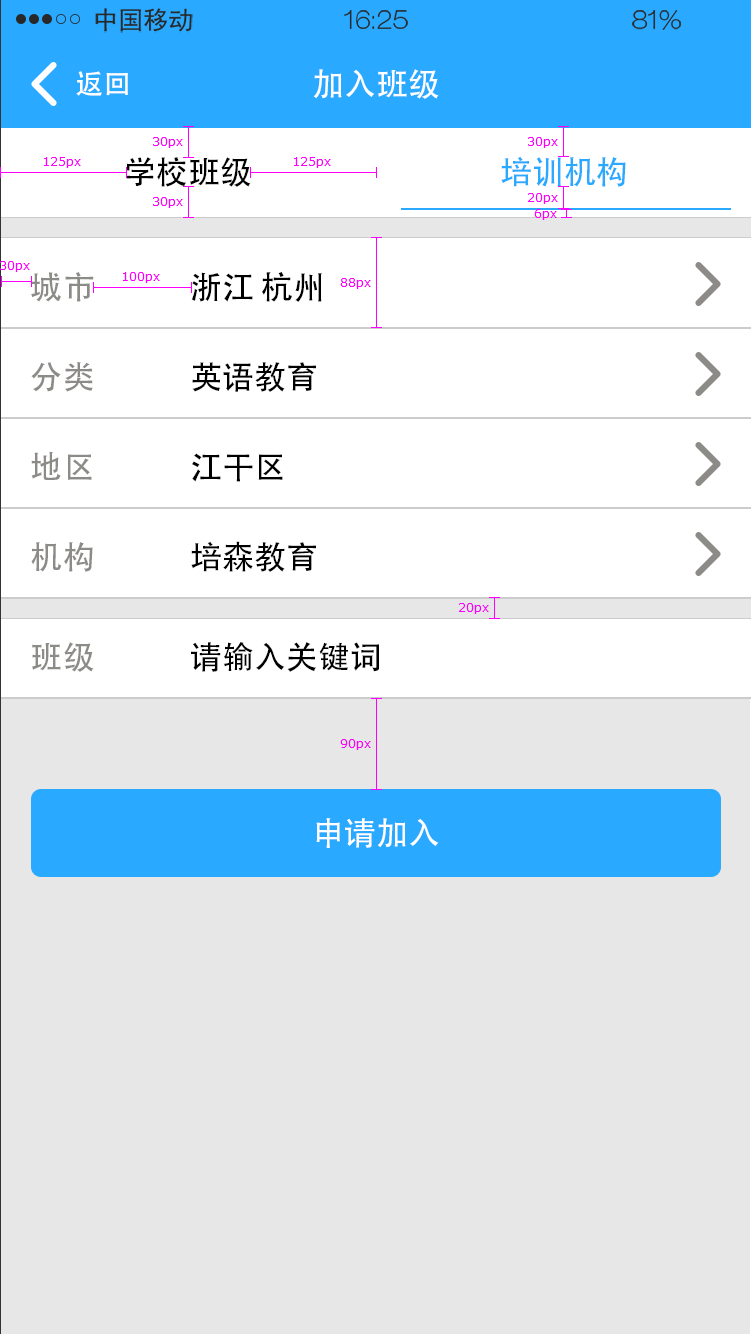 中国移动 16:25 81%
返回 加入班级
30px 30px
125px 125px
学校班级 培训机构
30px 20px
6px
30px 100px 88px
城市 浙江 杭州
分类 英语教育
地区 江干区
机构 培森教育
20px
班级 请输入关键词
90px
申请加入